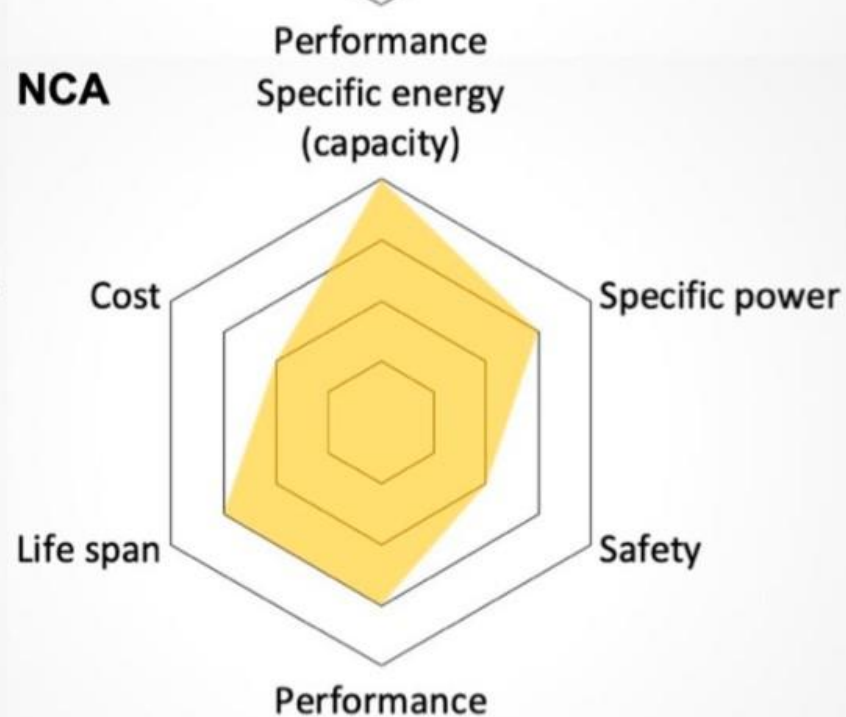 Performance
NCA
Specific energy
(capacity)
Cost
Specific power
Life span
Safety
Performance